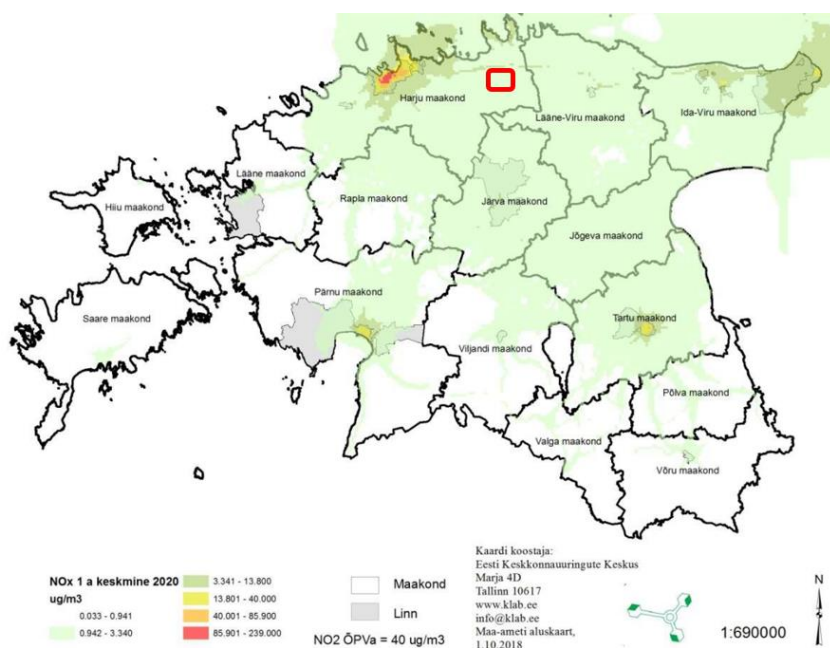 Harju maakond
Lääne-Viru maakond
Ida-Viru maakond
Lääne maakond
Hiiu maakond
Rapla maakond
Järva maakond
Jõgeva maakond
Pärnu maakond
Saare maakond
Tartu maakond
Viljandi maakond
Põlva maakond
Valga maakond
Võru maakond
NOx 1 a keskmine 2020
ug/m3
0.033 - 0.941
0.942 - 3.340
3.341 - 13.800
13.801 - 40.000
40.001 - 85.900
85.901 - 239.000
Maakond
Linn
NO2 ÕPVa = 40 ug/m3
Kaardi koostaja:
Eesti Keskkonnauuringute Keskus
Marja 4D
Tallinn 10617
www.klab.ee
info@klab.ee
Maa-ameti aluskaart,
1.10.2018
N
1:690000